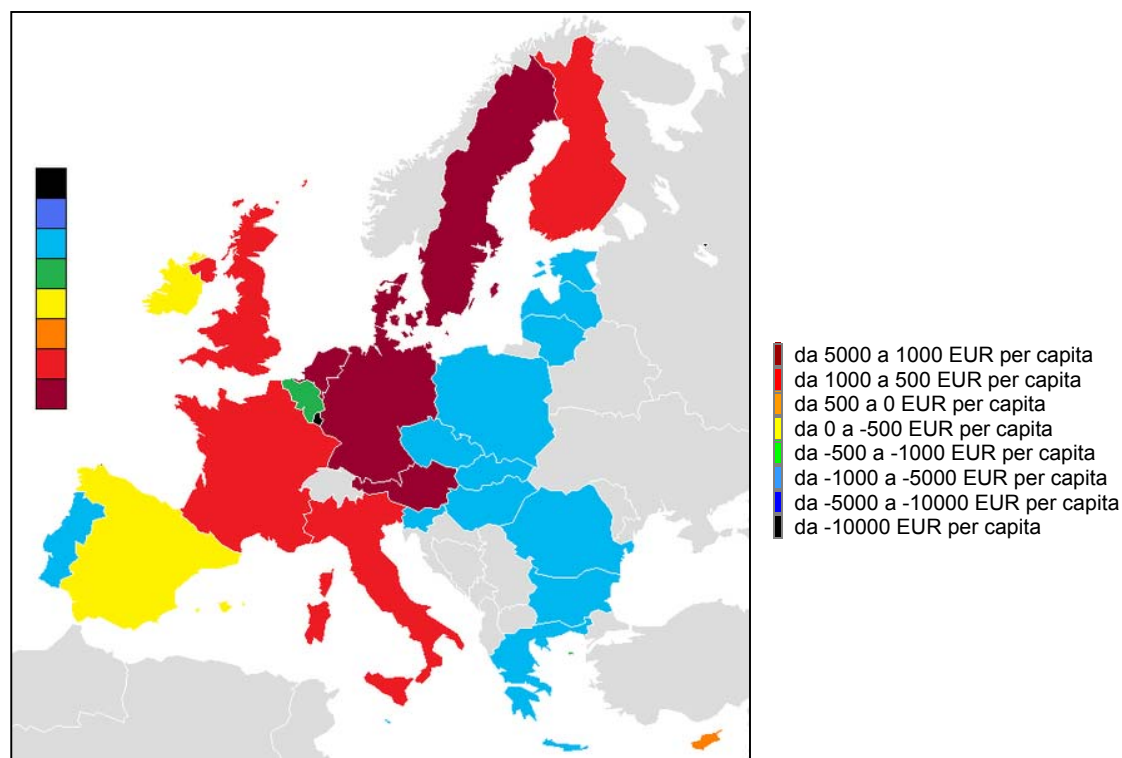 da 5000 a 1000 EUR per capita
da 1000 a 500 EUR per capita
da 500 a 0 EUR per capita
da 0 a -500 EUR per capita
da -500 a -1000 EUR per capita
da -1000 a -5000 EUR per capita
da -5000 a -10000 EUR per capita
da -10000 EUR per capita